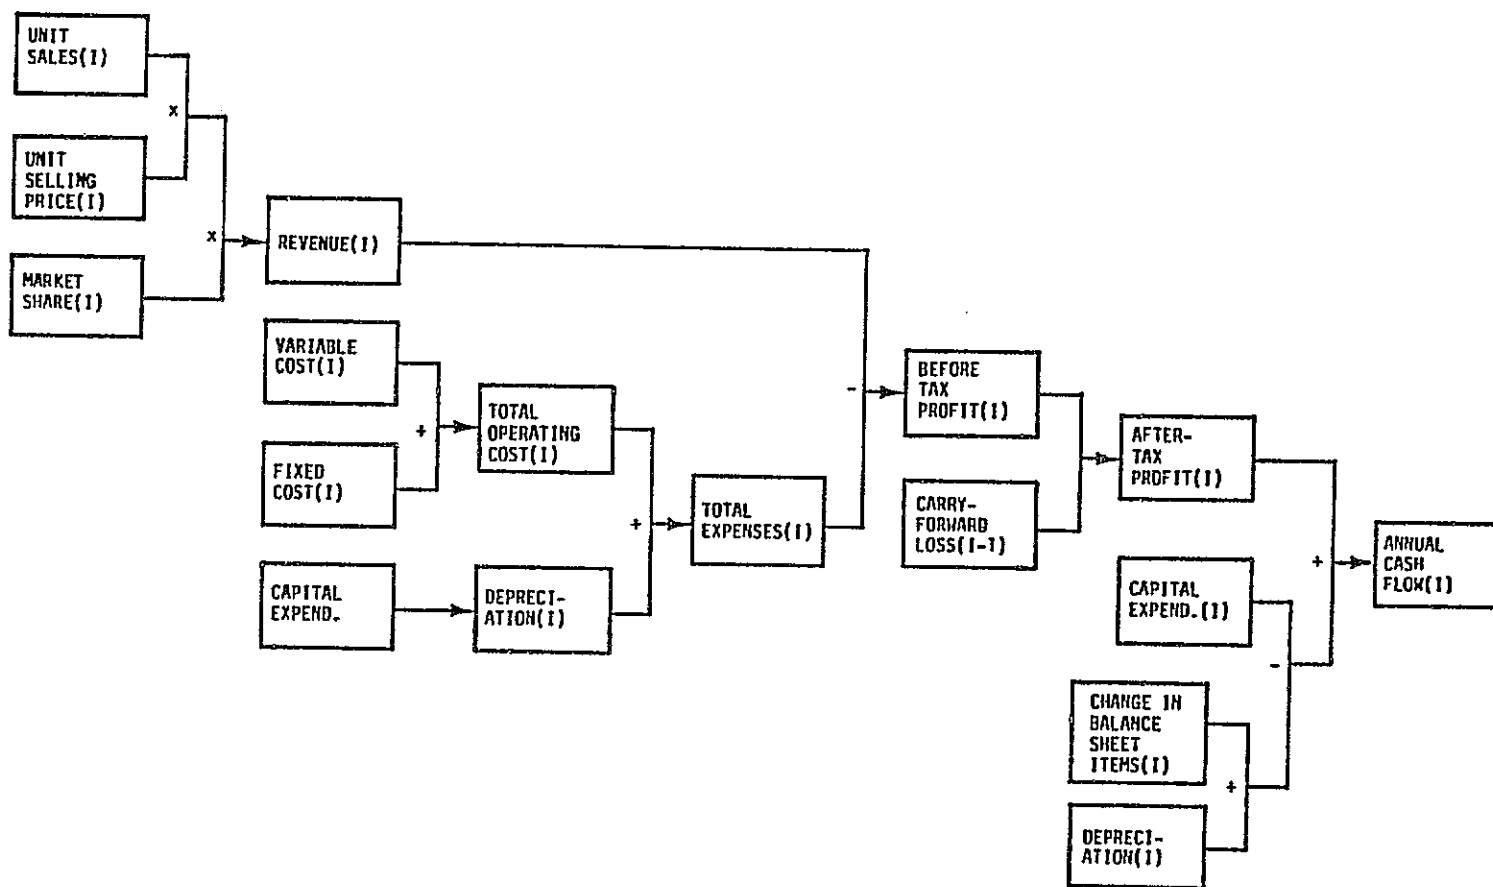 UNIT
SALES(I)
x
UNIT
SELLING
PRICE(I)
x
MARKET
SHARE(I)
REVENUE(I)
VARIABLE
COST(I)
+
FIXED
COST(I)
TOTAL
OPERATING
COST(I)
CAPITAL
EXPEND.
DEPRECI-
ATION(I)
+
TOTAL
EXPENSES(I)
-
BEFORE
TAX
PROFIT(I)
CARRY-
FORWARD
LOSS(I-1)
AFTER-
TAX
PROFIT(I)
CAPITAL
EXPEND.(I)
-
CHANGE IN
BALANCE
SHEET
ITEMS(I)
+
DEPRECI-
ATION(I)
+
ANNUAL
CASH
FLOW(I)